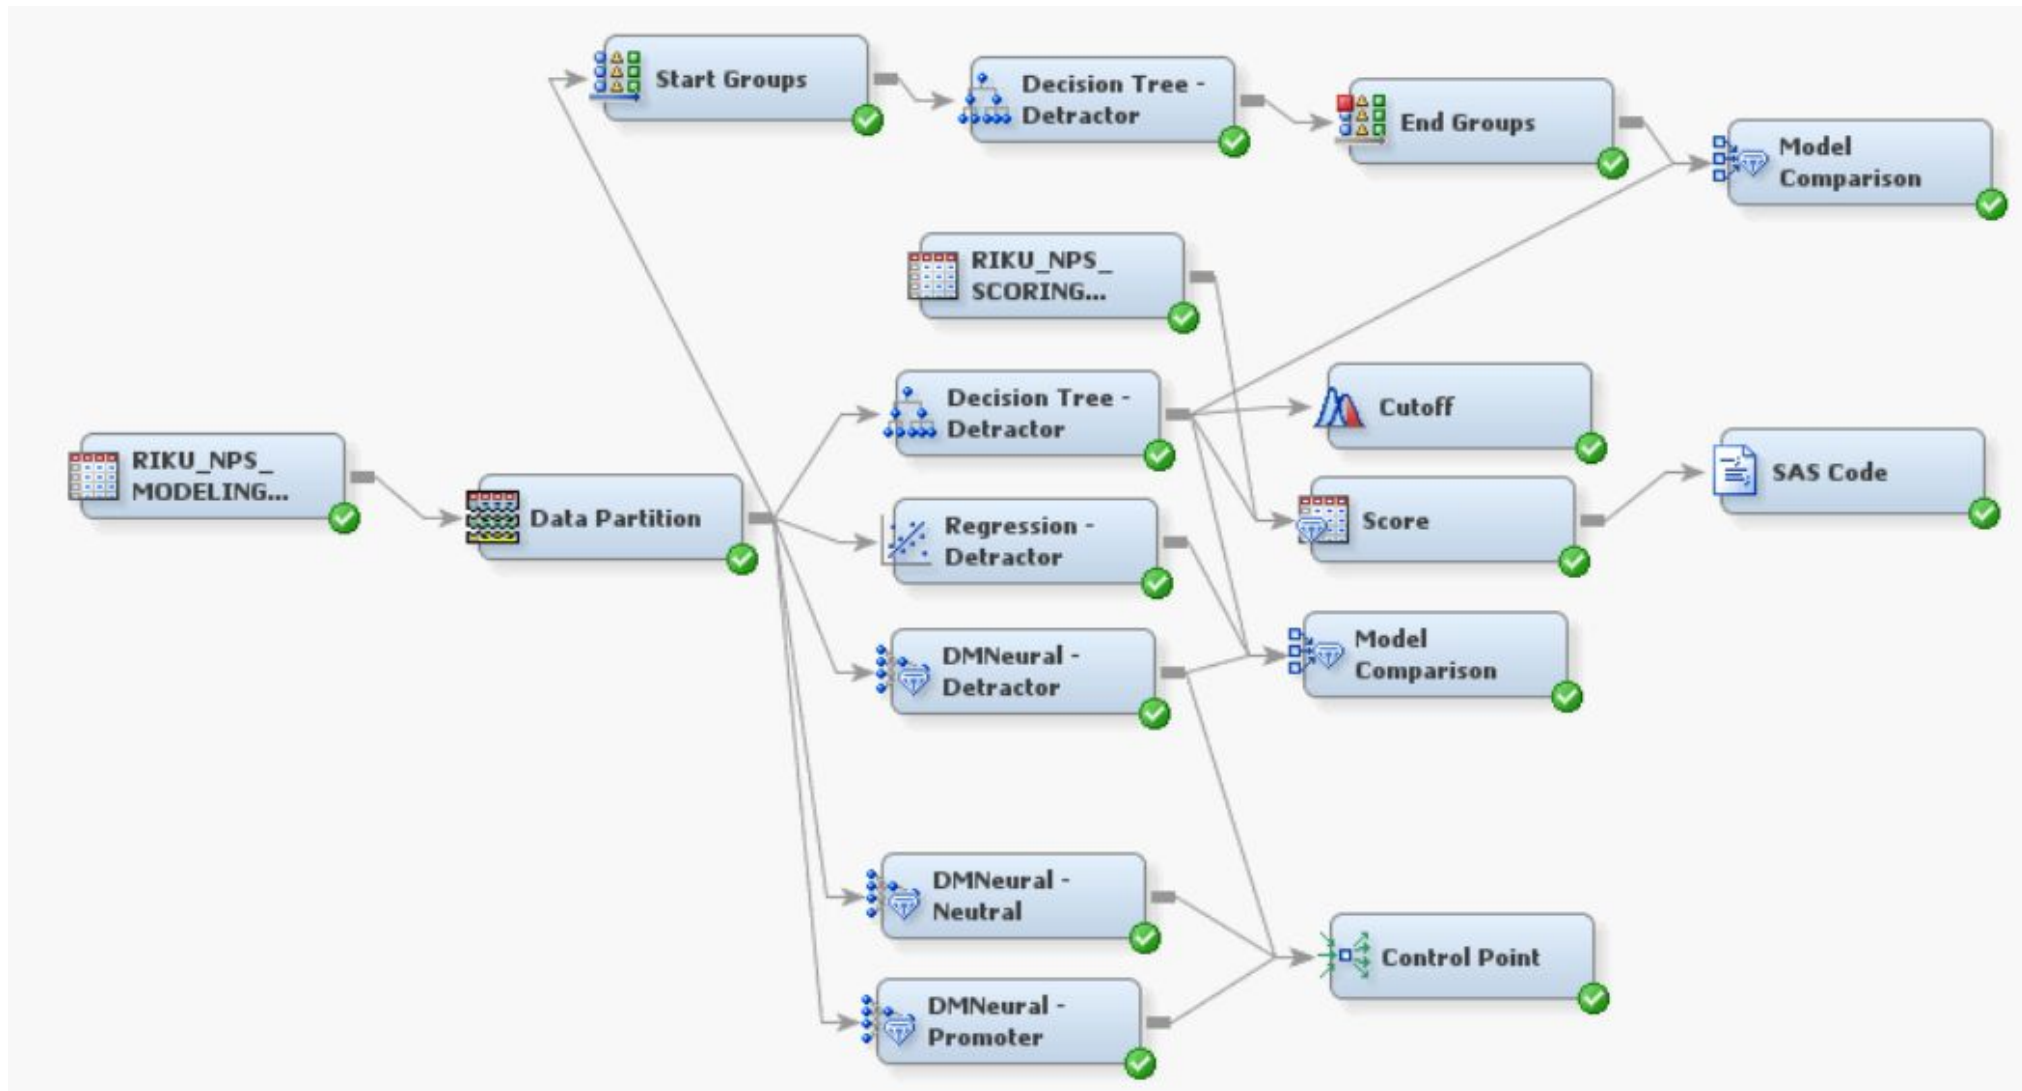 Start Groups
Decision Tree -
Detractor
End Groups
Model
Comparison
RIKU_NPS_
SCORING...
Decision Tree -
Detractor
Cutoff
RIKU_NPS_
MODELING...
Data Partition
Regression -
Detractor
Score
SAS Code
DMNeural -
Detractor
Model
Comparison
DMNeural -
Neutral
Control Point
DMNeural -
Promoter